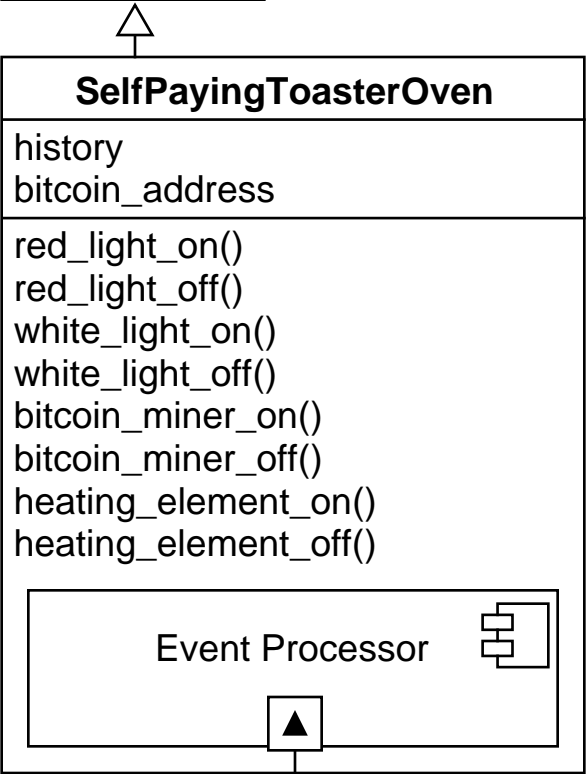 SelfPayingToasterOven
history
bitcoin_address
red_light_on()
red_light_off()
white_light_on()
white_light_off()
bitcoin_miner_on()
bitcoin_miner_off()
heating_element_on()
heating_element_off()
Event Processor